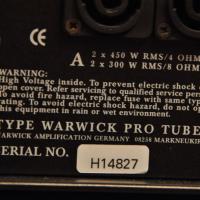 CE
A 2 x 450 W RMS/4 OHM
2 x 300 W RMS/8 OHM
WARNING:
High Voltage inside. To prevent electric shock
open cover. Refer servicing to qualified service pers
To avoid fire hazard, replace fuse with same typ
rating. To avoid electric shock hazard, do not
this equipment in rain or wet environment.
TYPE WARWICK PRO TUBE
WARWICK AMPLIFICATION GERMANY 08258 MARKNEUKI
SERIAL NO. H14827